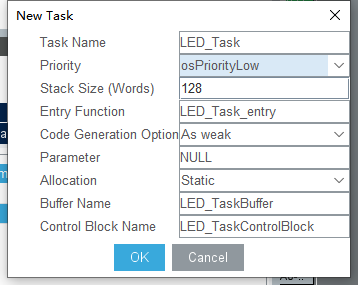 New Task
Task Name LED_Task
Priority osPriorityLow
Stack Size (Words) 128
Entry Function LED_Task_entry
Code Generation Option As weak
Parameter NULL
Allocation Static
Buffer Name LED_TaskBuffer
Control Block Name LED_TaskControlBlock
OK Cancel